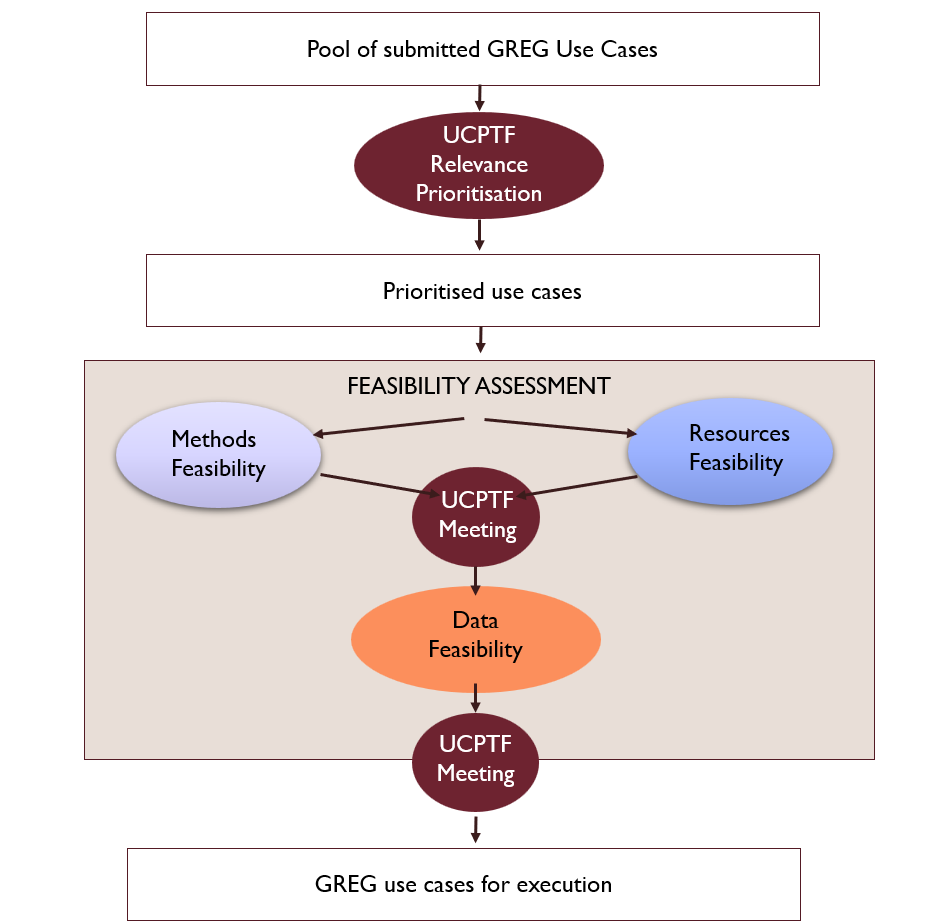 Pool of submitted GREG Use Cases
UCPTF
Relevance
Prioritisation
Prioritised use cases
FEASIBILITY ASSESSMENT
Methods
Feasibility
Resources
Feasibility
UCPTF
Meeting
Data
Feasibility
UCPTF
Meeting
GREG use cases for execution